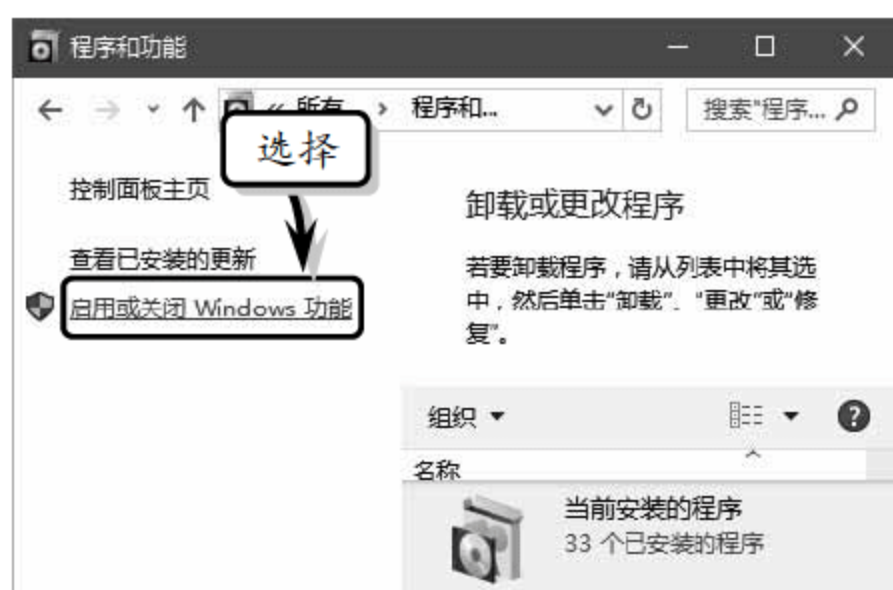 程序和功能
« 所有 > 程序和... 搜索"程序...
选择
控制面板主页
查看已安装的更新
启用或关闭 Windows 功能
卸载或更改程序
若要卸载程序，请从列表中将其选
中，然后单击"卸载"、"更改"或"修
复"。
组织
名称
当前安装的程序
33 个已安装的程序